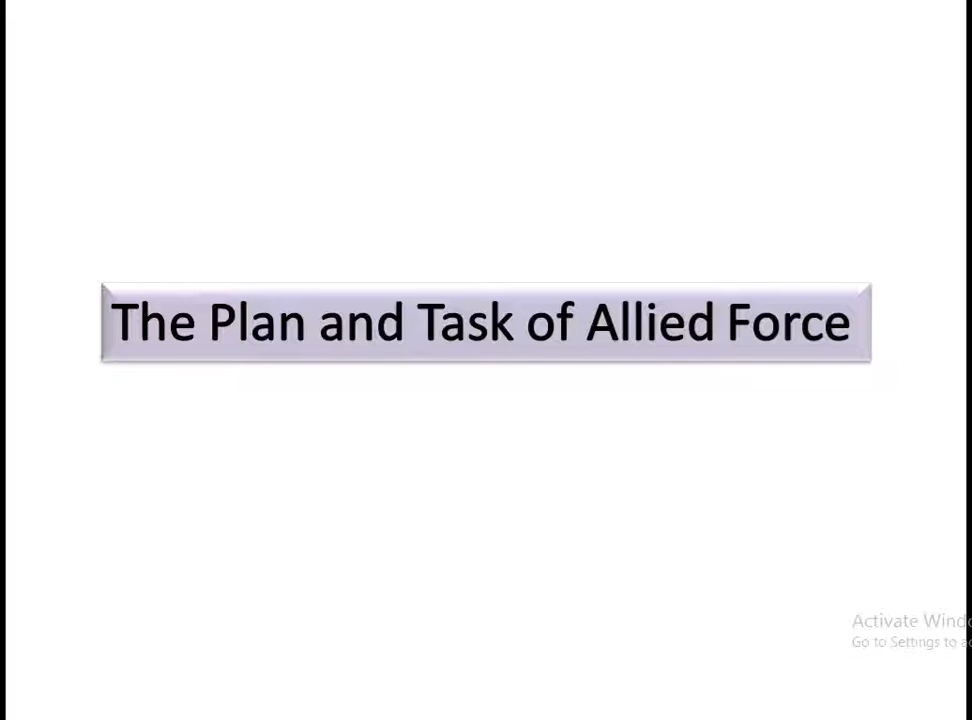 The Plan and Task of Allied Force
Activate Windo
Go to Settings to a